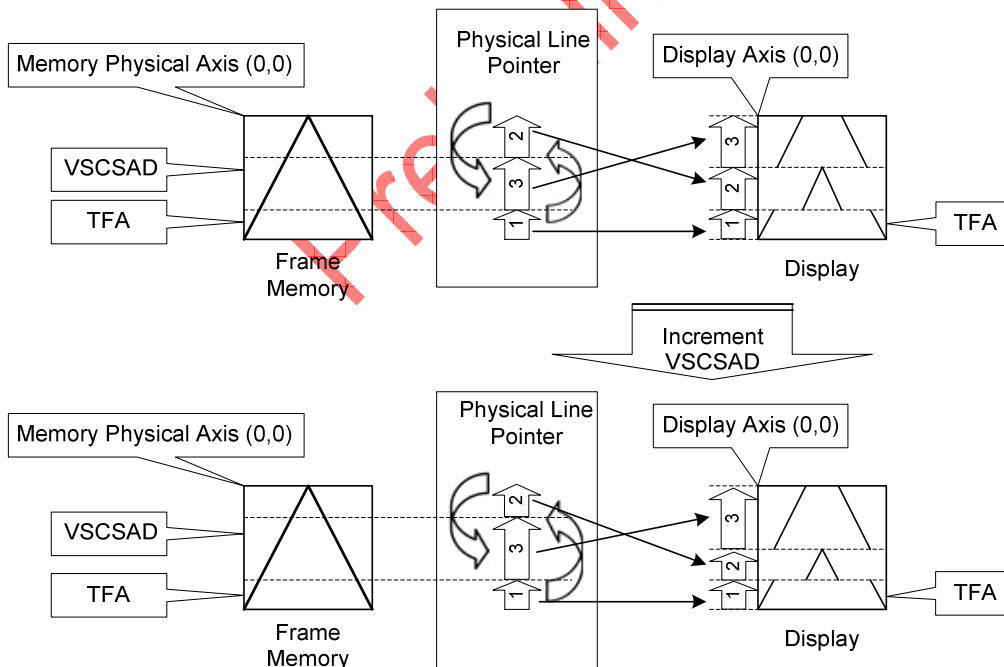 Physical Line
Pointer
Memory Physical Axis (0,0)
Display Axis (0,0)
VSCSAD
TFA
2
3
1
3
2
1
TFA
Frame
Memory
Display
Increment
VSCSAD
Physical Line
Pointer
Memory Physical Axis (0,0)
Display Axis (0,0)
VSCSAD
TFA
2
3
1
3
2
1
TFA
Frame
Memory
Display